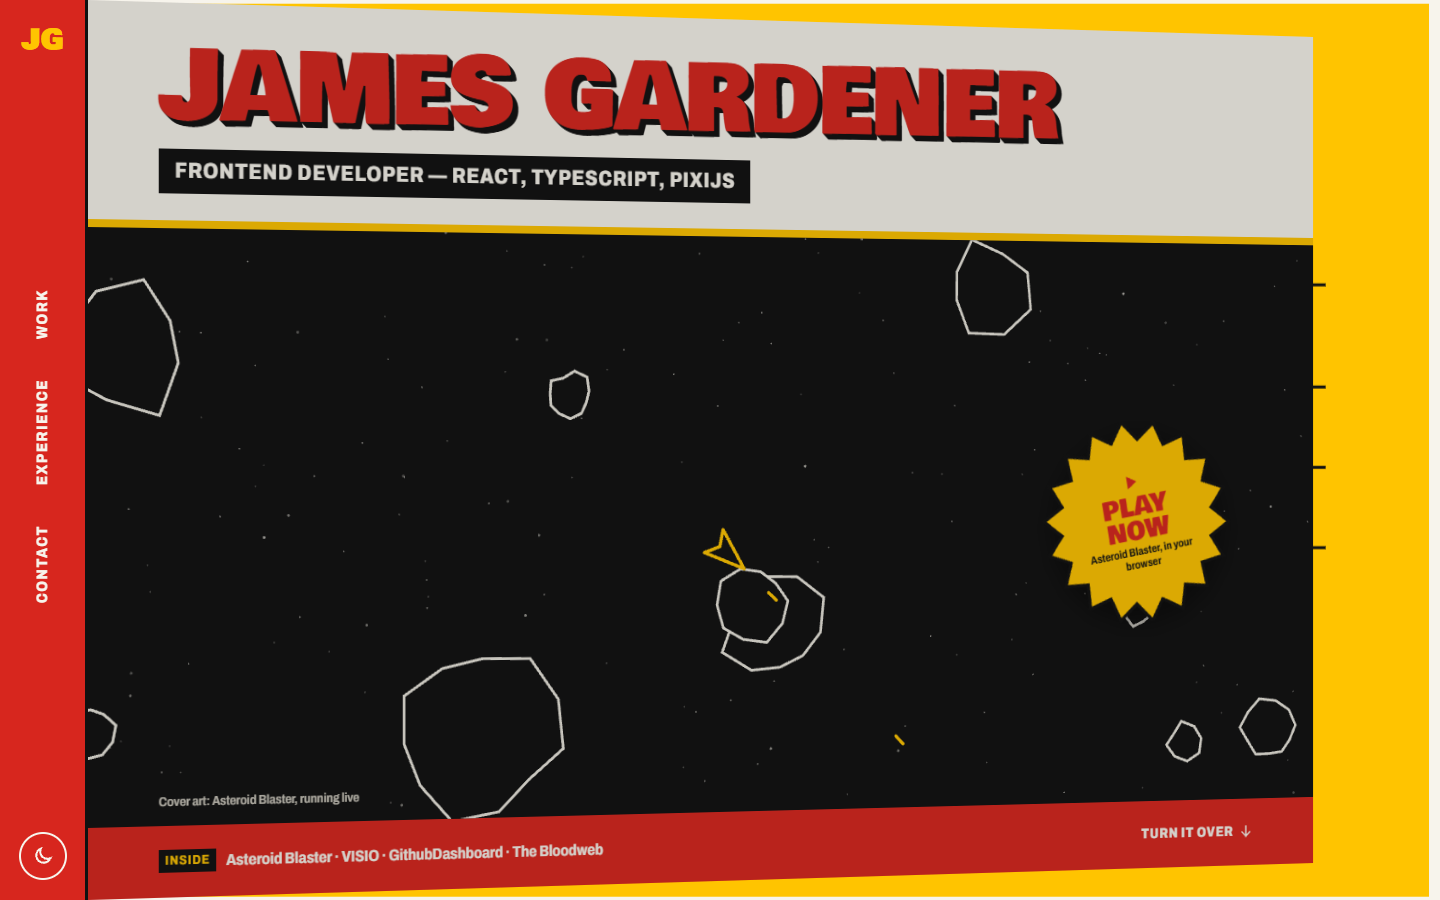 JG
WORK
EXPERIENCE
CONTACT
JAMES GARDENER
FRONTEND DEVELOPER — REACT, TYPESCRIPT, PIXIJS
PLAY
NOW
Asteroid Blaster, in your
browser
Cover art: Asteroid Blaster, running live
INSIDE Asteroid Blaster · VISIO · GithubDashboard · The Bloodweb
TURN IT OVER ↓